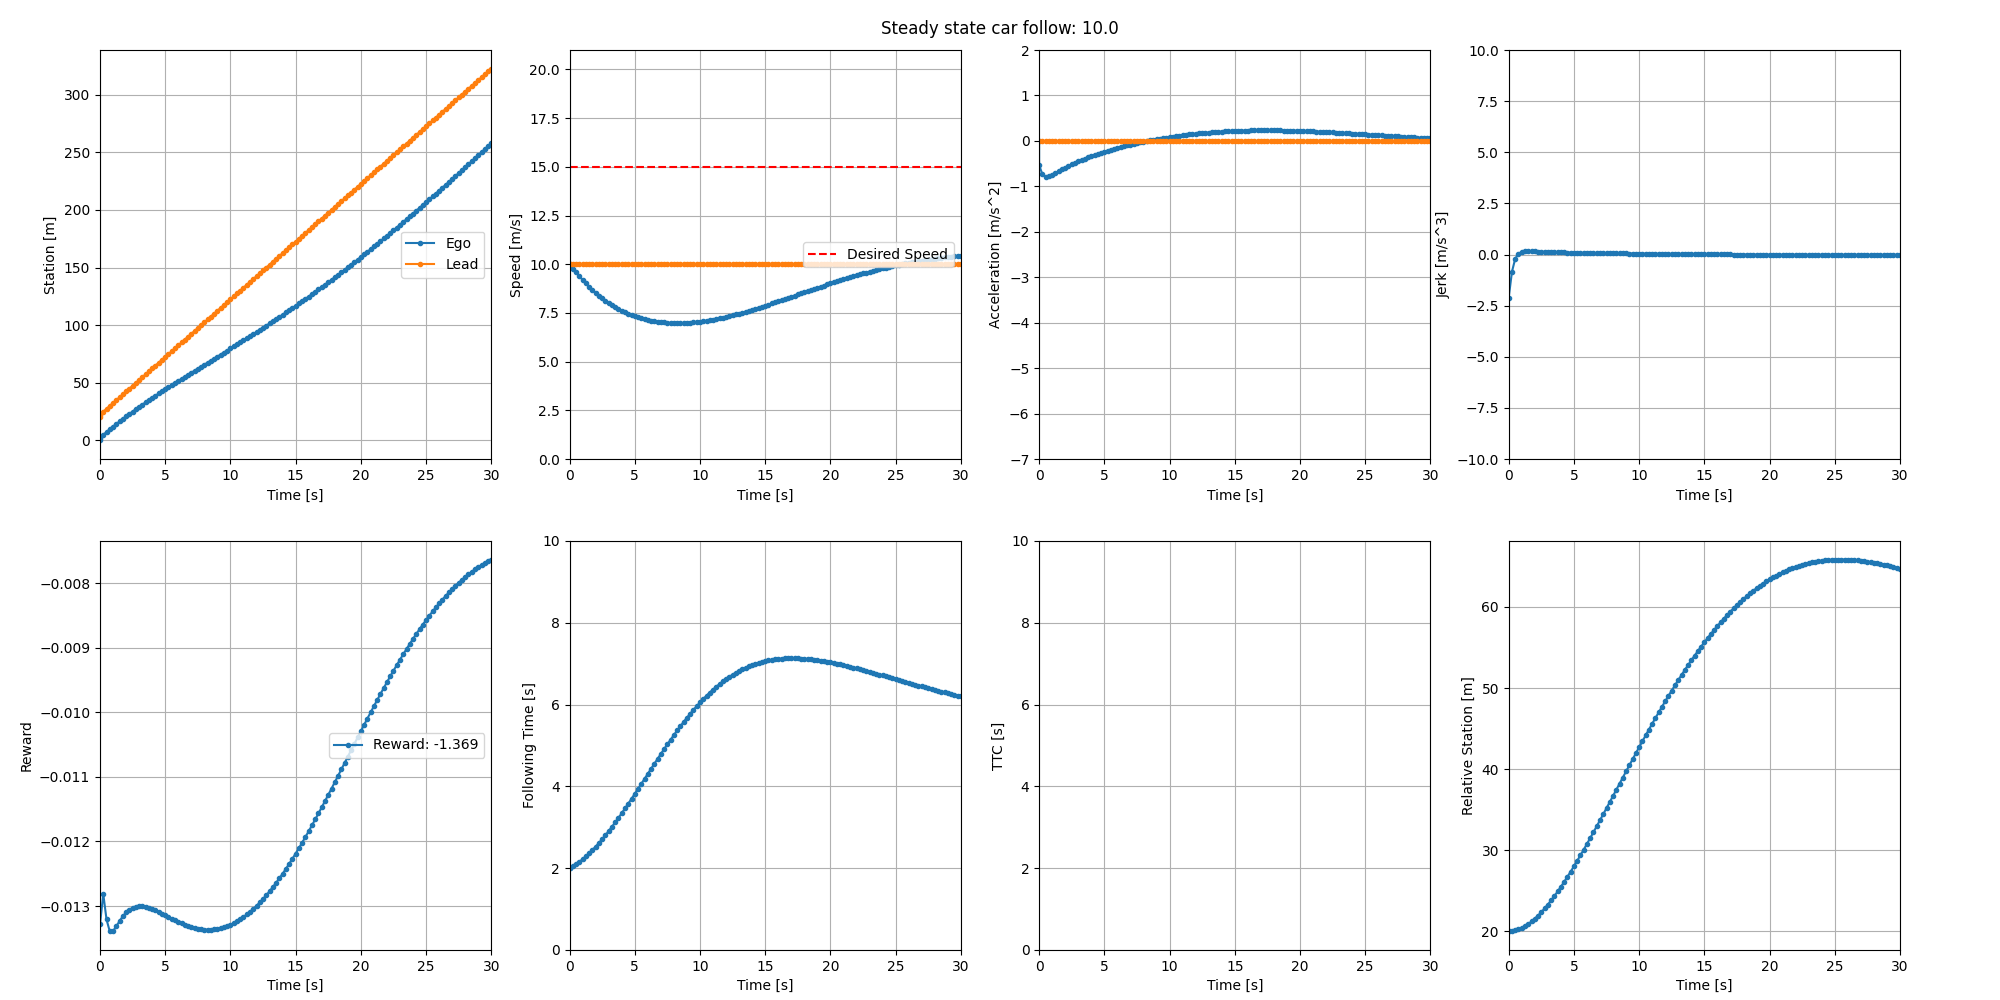 Steady state car follow: 10.0
Station [m]
300
250
200
150
100
50
0
Ego
Lead
0 5 10 15 20 25 30
Time [s]
Speed [m/s]
20.0
17.5
15.0
12.5
10.0
7.5
5.0
2.5
0.0
Desired Speed
0 5 10 15 20 25 30
Time [s]
Acceleration [m/s^2]
2
1
0
−1
−2
−3
−4
−5
−6
−7
0 5 10 15 20 25 30
Time [s]
Jerk [m/s^3]
10.0
7.5
5.0
2.5
0.0
−2.5
−5.0
−7.5
−10.0
0 5 10 15 20 25 30
Time [s]
Reward
−0.008
−0.009
−0.010
−0.011
−0.012
−0.013
Reward: -1.369
0 5 10 15 20 25 30
Time [s]
Following Time [s]
10
8
6
4
2
0
0 5 10 15 20 25 30
Time [s]
TTC [s]
10
8
6
4
2
0
0 5 10 15 20 25 30
Time [s]
Relative Station [m]
60
50
40
30
20
0 5 10 15 20 25 30
Time [s]